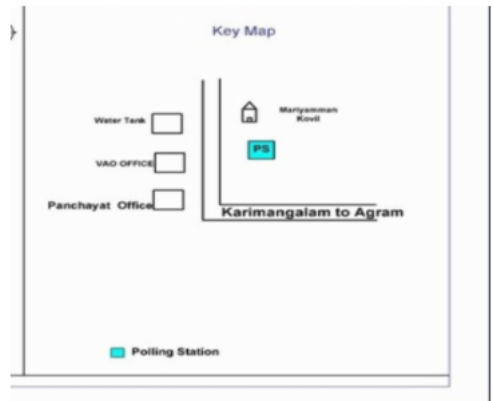 Key Map
Water Tank
Mariyamman
Kovil
PS
VAO OFFICE
Panchayat Office
Karimangalam to Agram
Polling Station